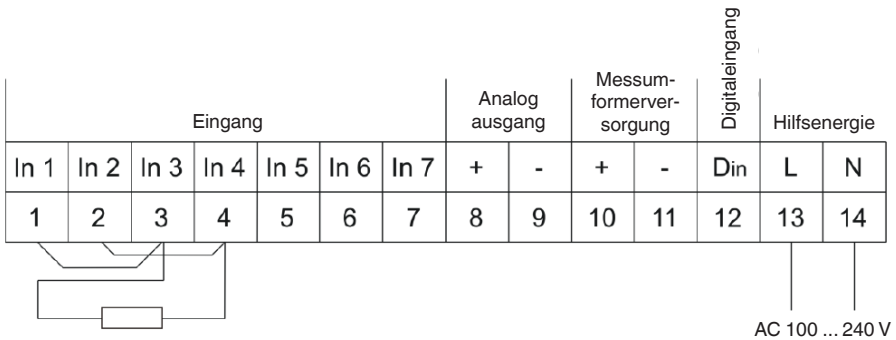 Eingang
Analog
ausgang
Messum-
formerver-
sorgung
Digitaleingang
Hilfsenergie
In 1 In 2 In 3 In 4 In 5 In 6 In 7 + - + - Din L N
1 2 3 4 5 6 7 8 9 10 11 12 13 14
AC 100 ... 240 V